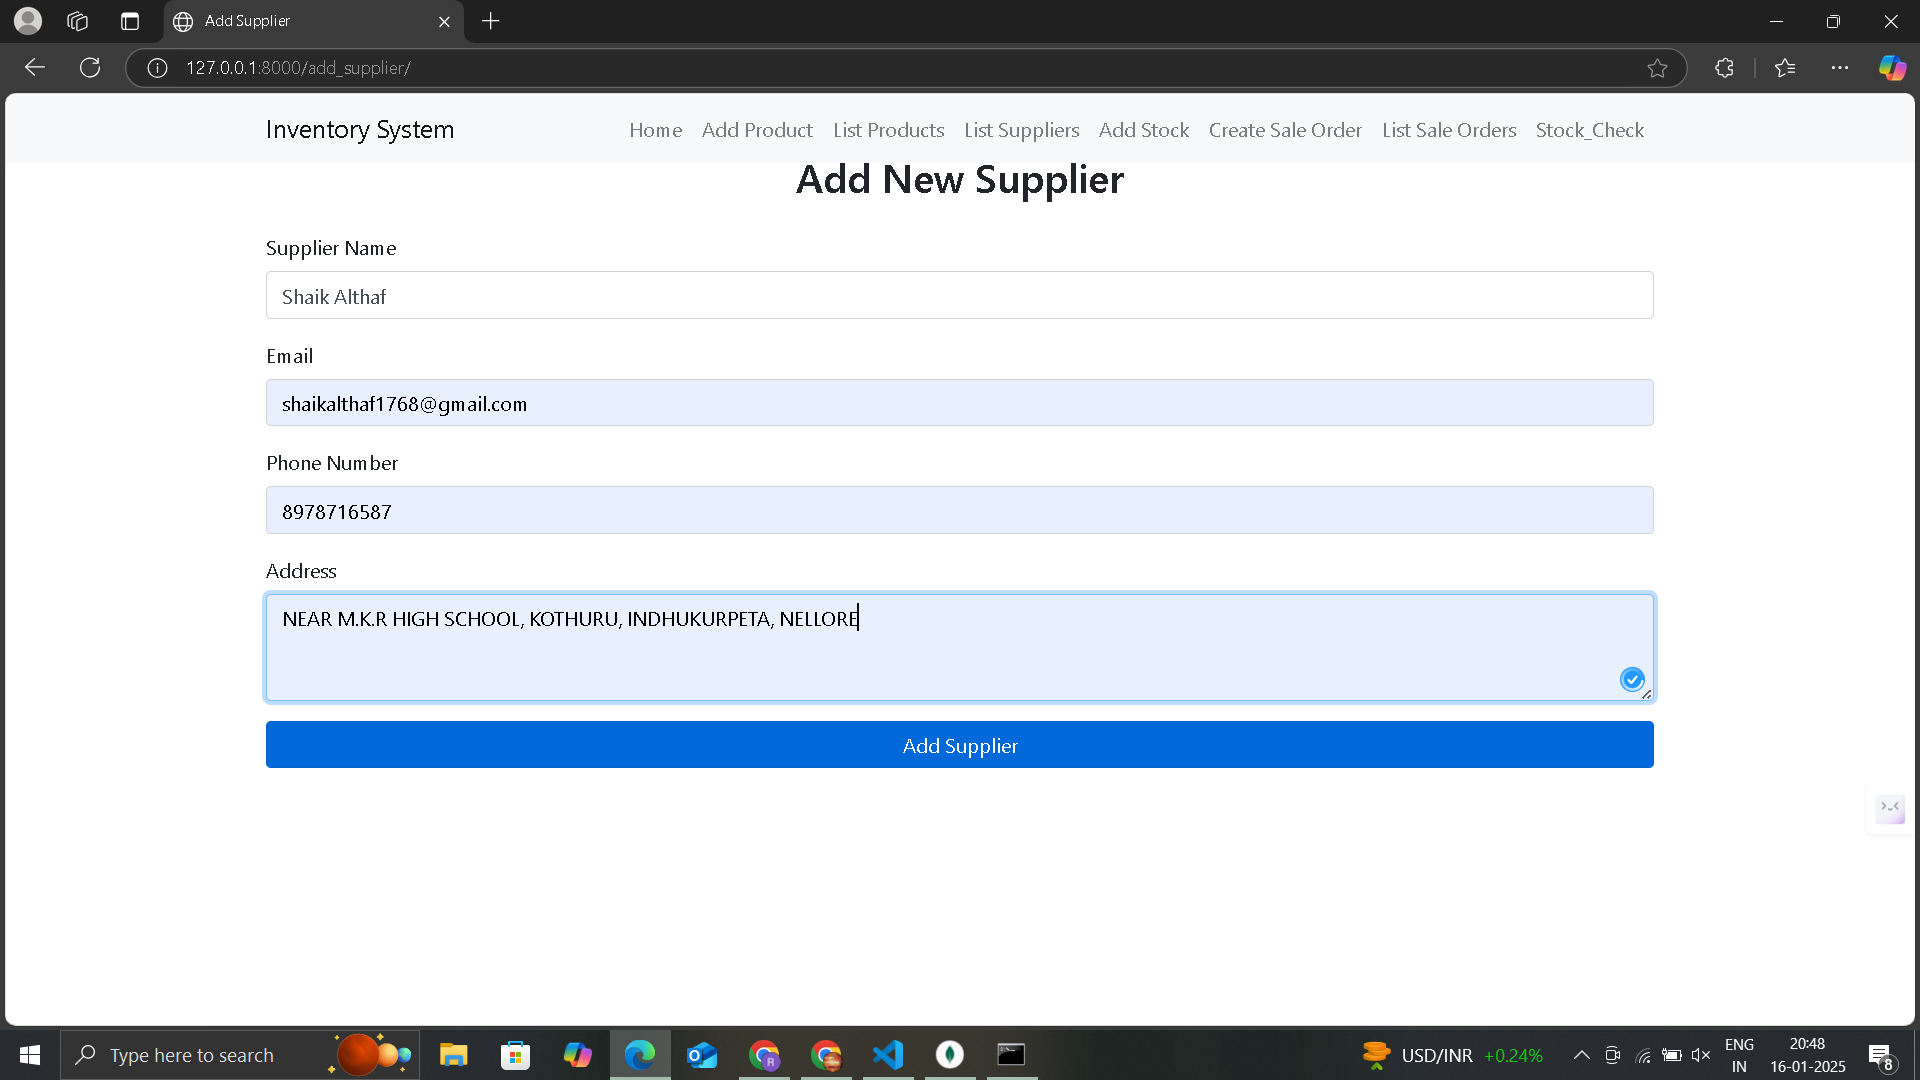 Add Supplier
127.0.0.1:8000/add_supplier/
Inventory System
Home Add Product List Products List Suppliers Add Stock Create Sale Order List Sale Orders Stock_Check
Add New Supplier
Supplier Name
Shaik Althaf
Email
shaikalthaf1768@gmail.com
Phone Number
8978716587
Address
NEAR M.K.R HIGH SCHOOL, KOTHURU, INDHUKURPETA, NELLORE
Add Supplier
Type here to search
USD/INR +0.24%
ENG
IN
20:48
16-01-2025
8